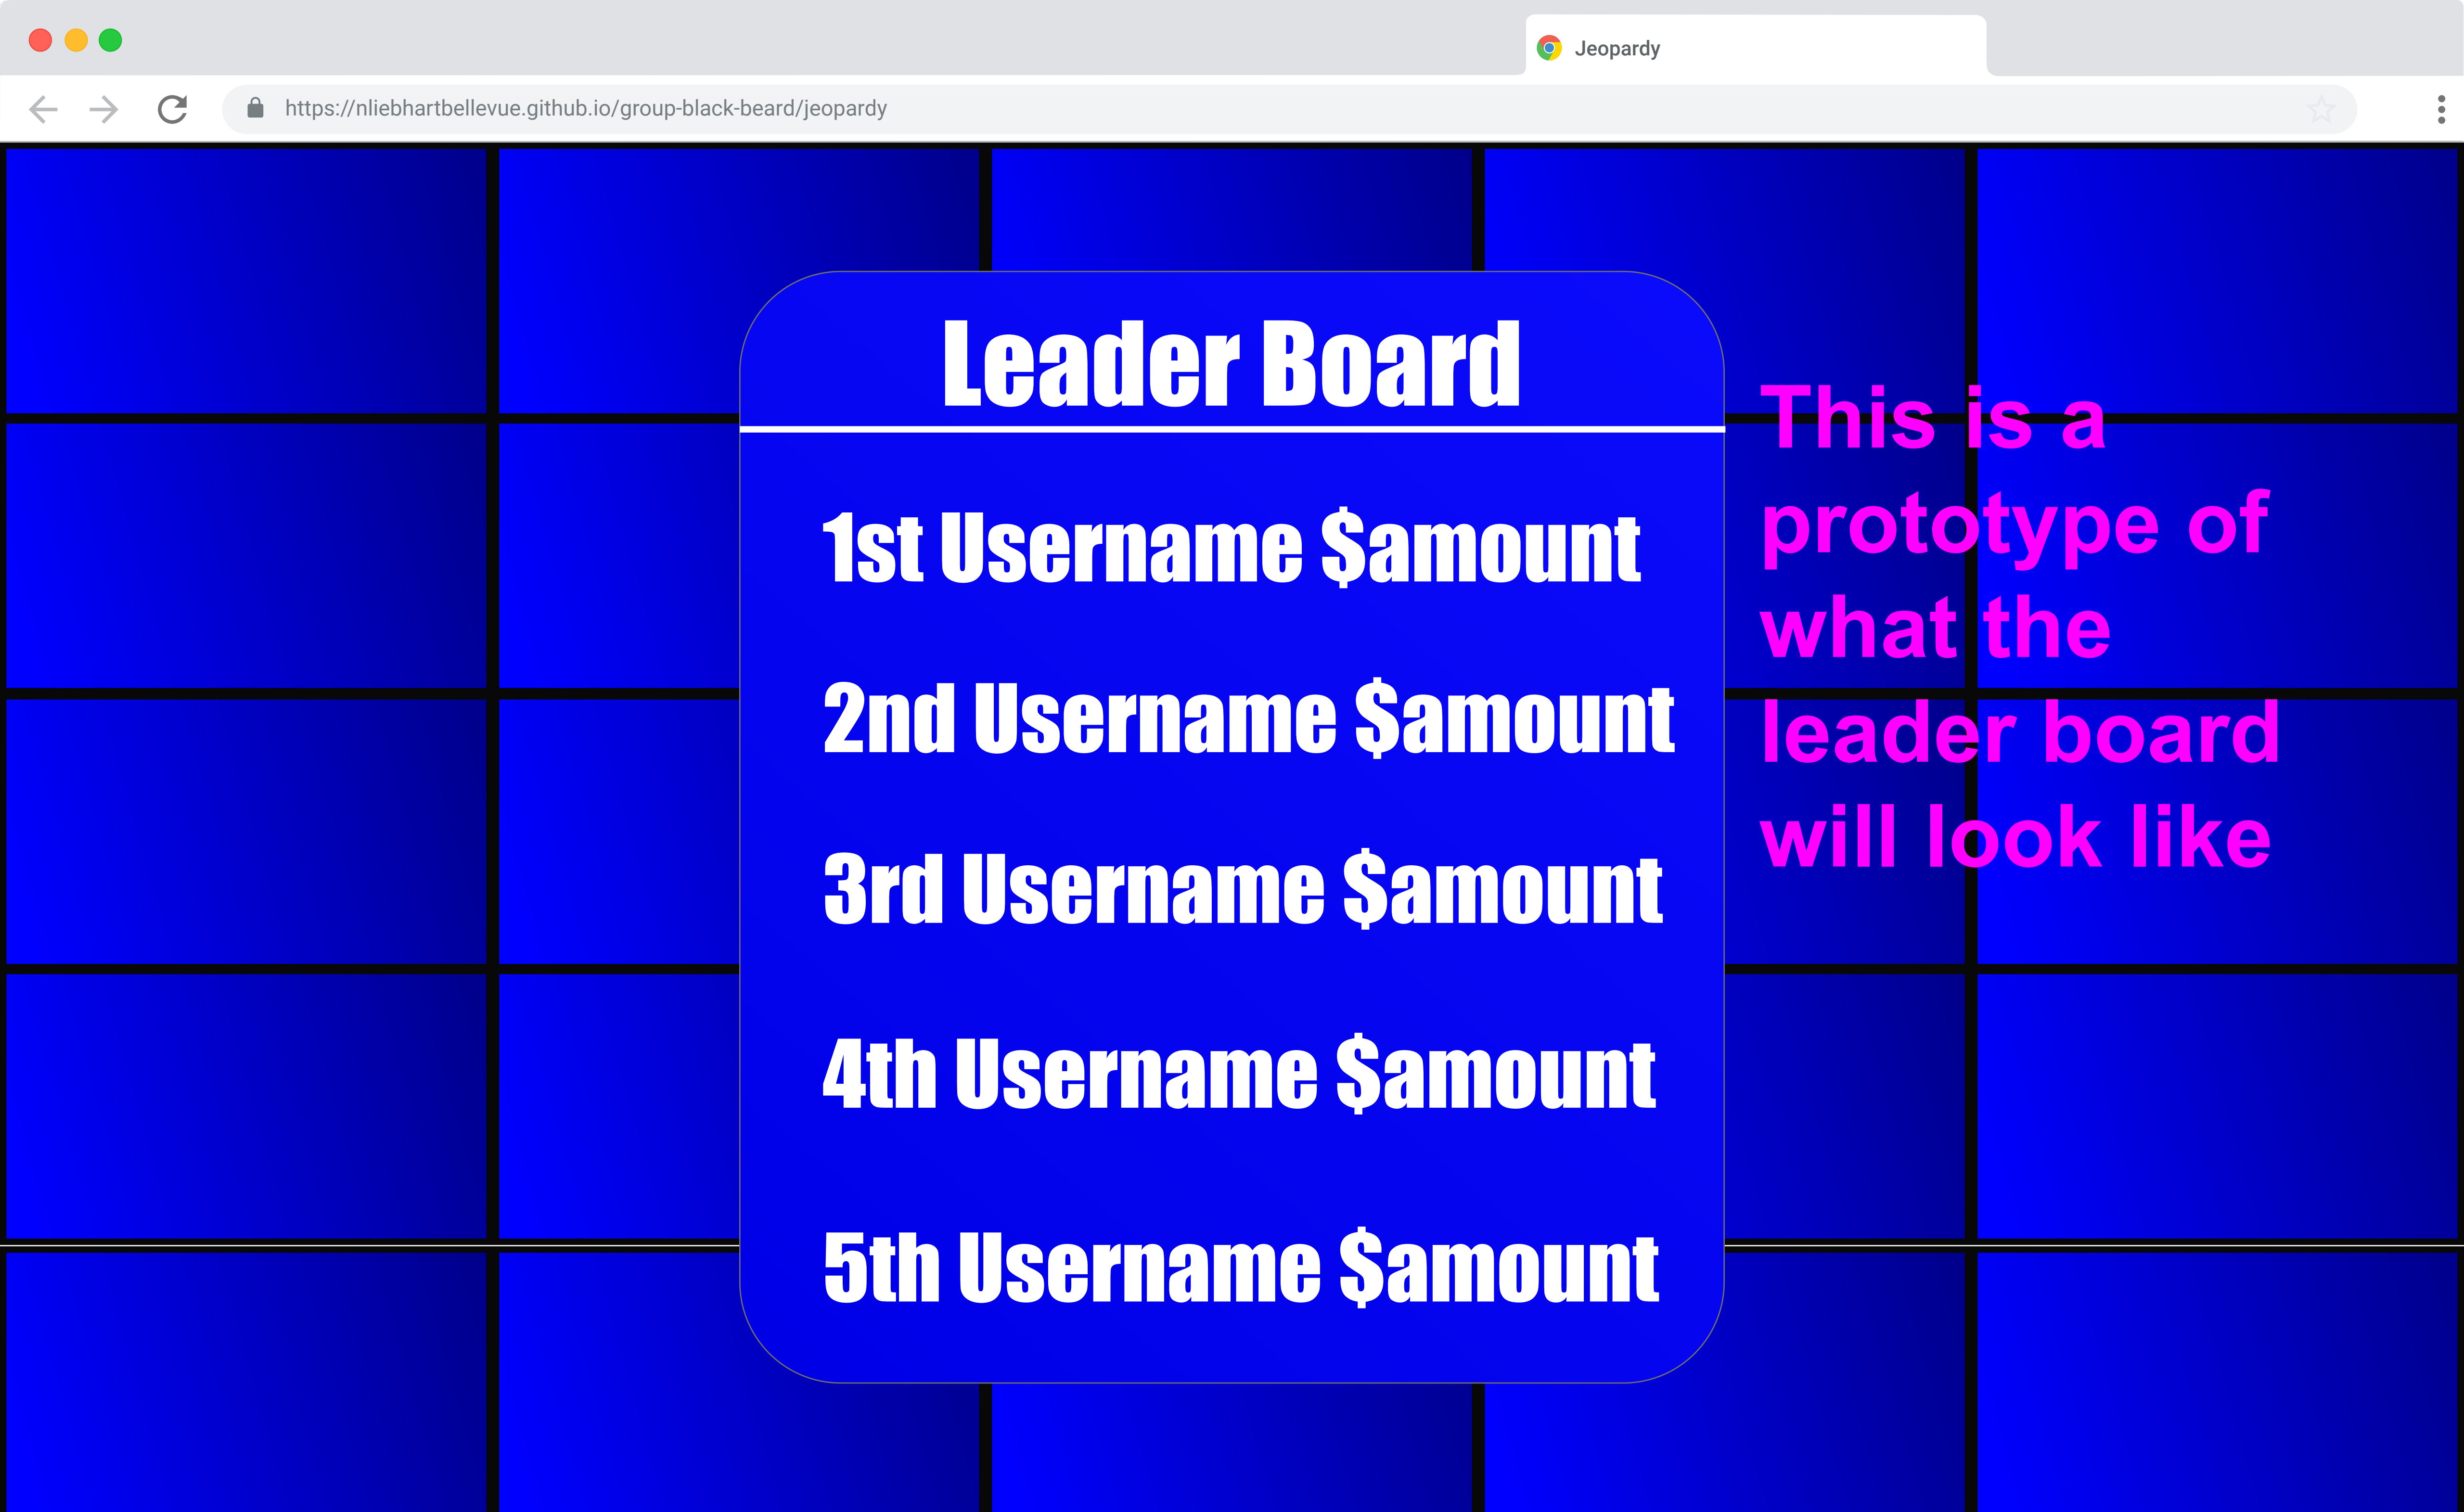 Jeopardy
https://nliebhartbellevue.github.io/group-black-beard/jeopardy
Leader Board
1st Username $amount
2nd Username $amount
3rd Username $amount
4th Username $amount
5th Username $amount
This is a
prototype of
what the
leader board
will look like